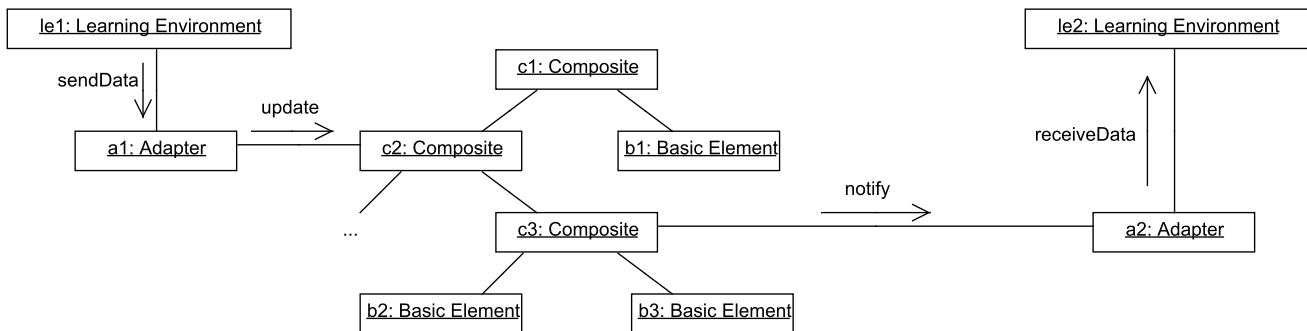 le1: Learning Environment
le2: Learning Environment
c1: Composite
sendData
update
a1: Adapter
c2: Composite
b1: Basic Element
receiveData
notify
...
c3: Composite
a2: Adapter
b2: Basic Element
b3: Basic Element